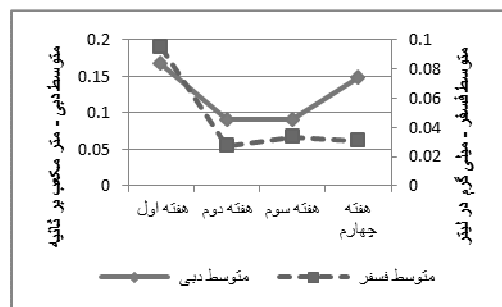 متوسط دبی - متر مکعب بر ثانیه
0.2
0.15
0.1
0.05
0
0.1
0.08
0.06
0.04
0.02
0
متوسط فسفر - میلی گرم در لیتر
هفته اول
هفته دوم
هفته سوم
هفته
چهارم
متوسط دبی
متوسط فسفر